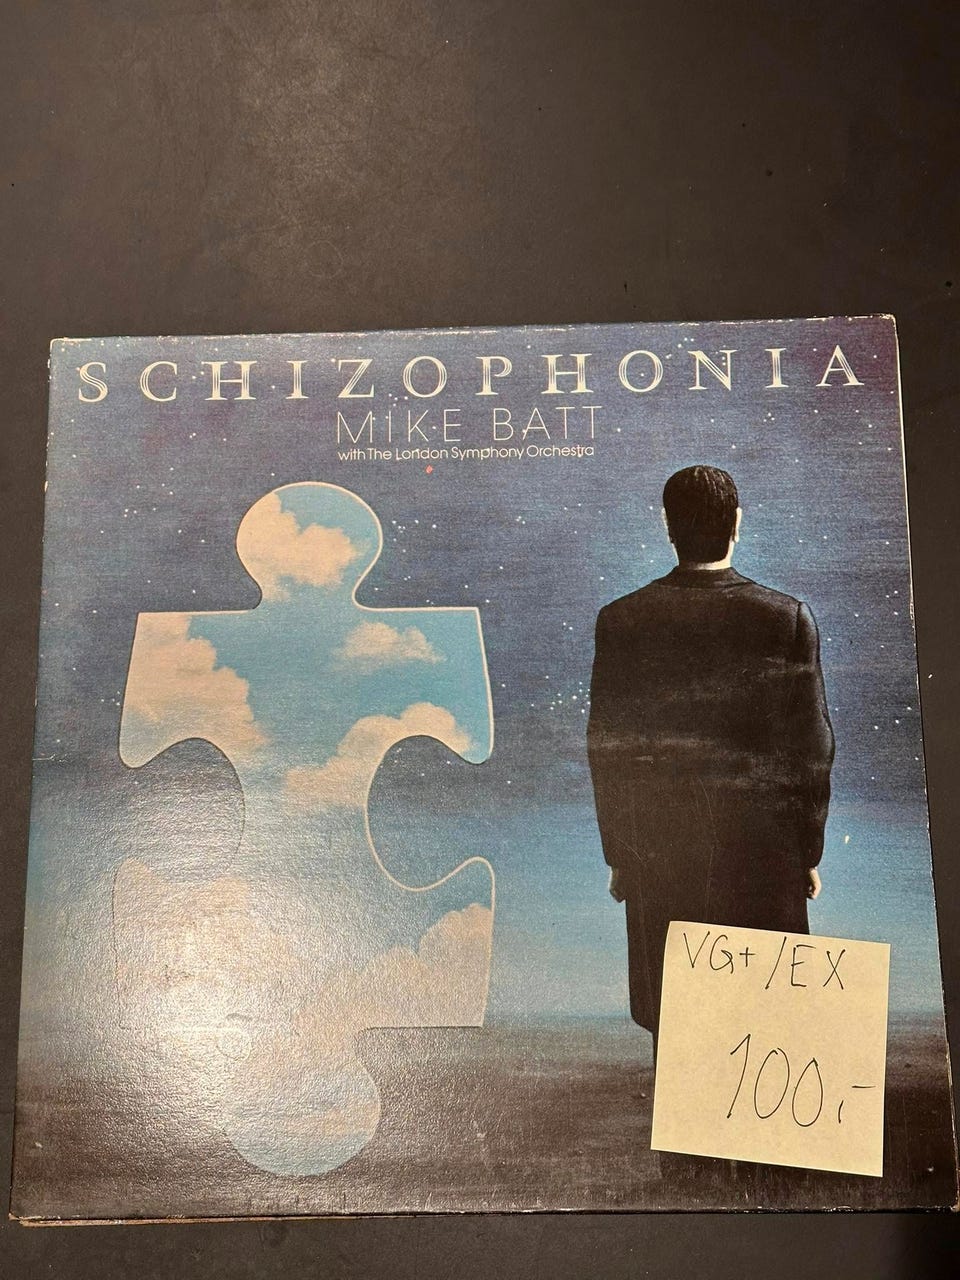 SCHIZOPHONIA
MIKE BATT
with The London Symphony Orchestra
VG+/EX
100,-